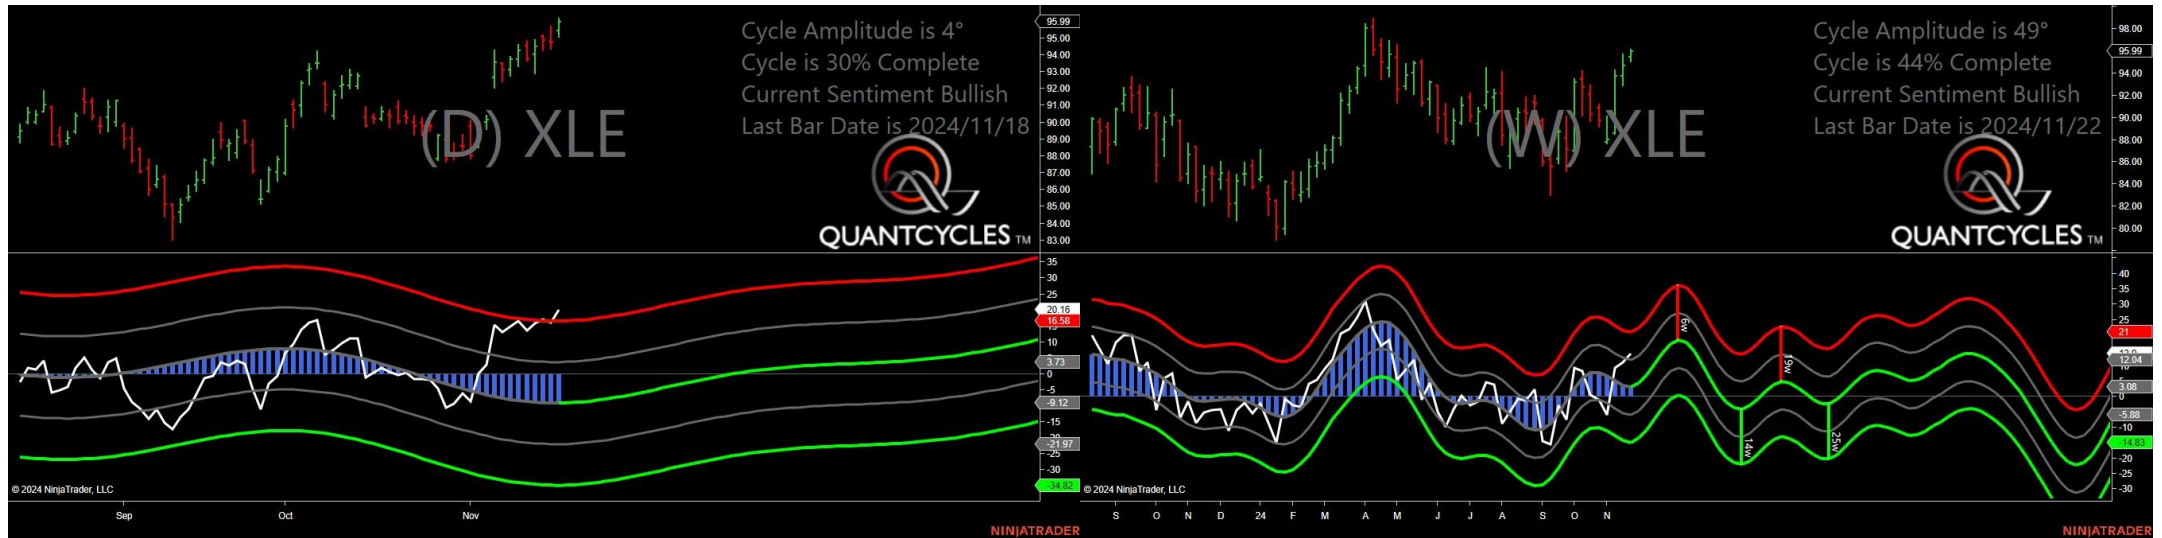 Cycle Amplitude is 4°
Cycle is 30% Complete
Current Sentiment Bullish
Last Bar Date is 2024/11/18
(D) XLE
QUANTCYCLES TM
95.99
95.00
94.00
93.00
92.00
91.00
90.00
89.00
88.00
87.00
86.00
85.00
84.00
83.00
35
30
25
20.16
16.58
10
3.73
0
-5
-9.12
-15
-21.97
-25
-30
-34.82
© 2024 NinjaTrader, LLC
Sep Oct Nov
NINJATRADER
Cycle Amplitude is 49°
Cycle is 44% Complete
Current Sentiment Bullish
Last Bar Date is 2024/11/22
(W) XLE
QUANTCYCLES TM
98.00
95.99
94.00
92.00
90.00
88.00
86.00
84.00
82.00
80.00
40
35
30
25
21
12.04
3.08
0
-5.88
-10
-14.83
-20
-25
-30
6w
19w
14w
25w
© 2024 NinjaTrader, LLC
S O N D 24 F M A M J J A S O N
NINJATRADER